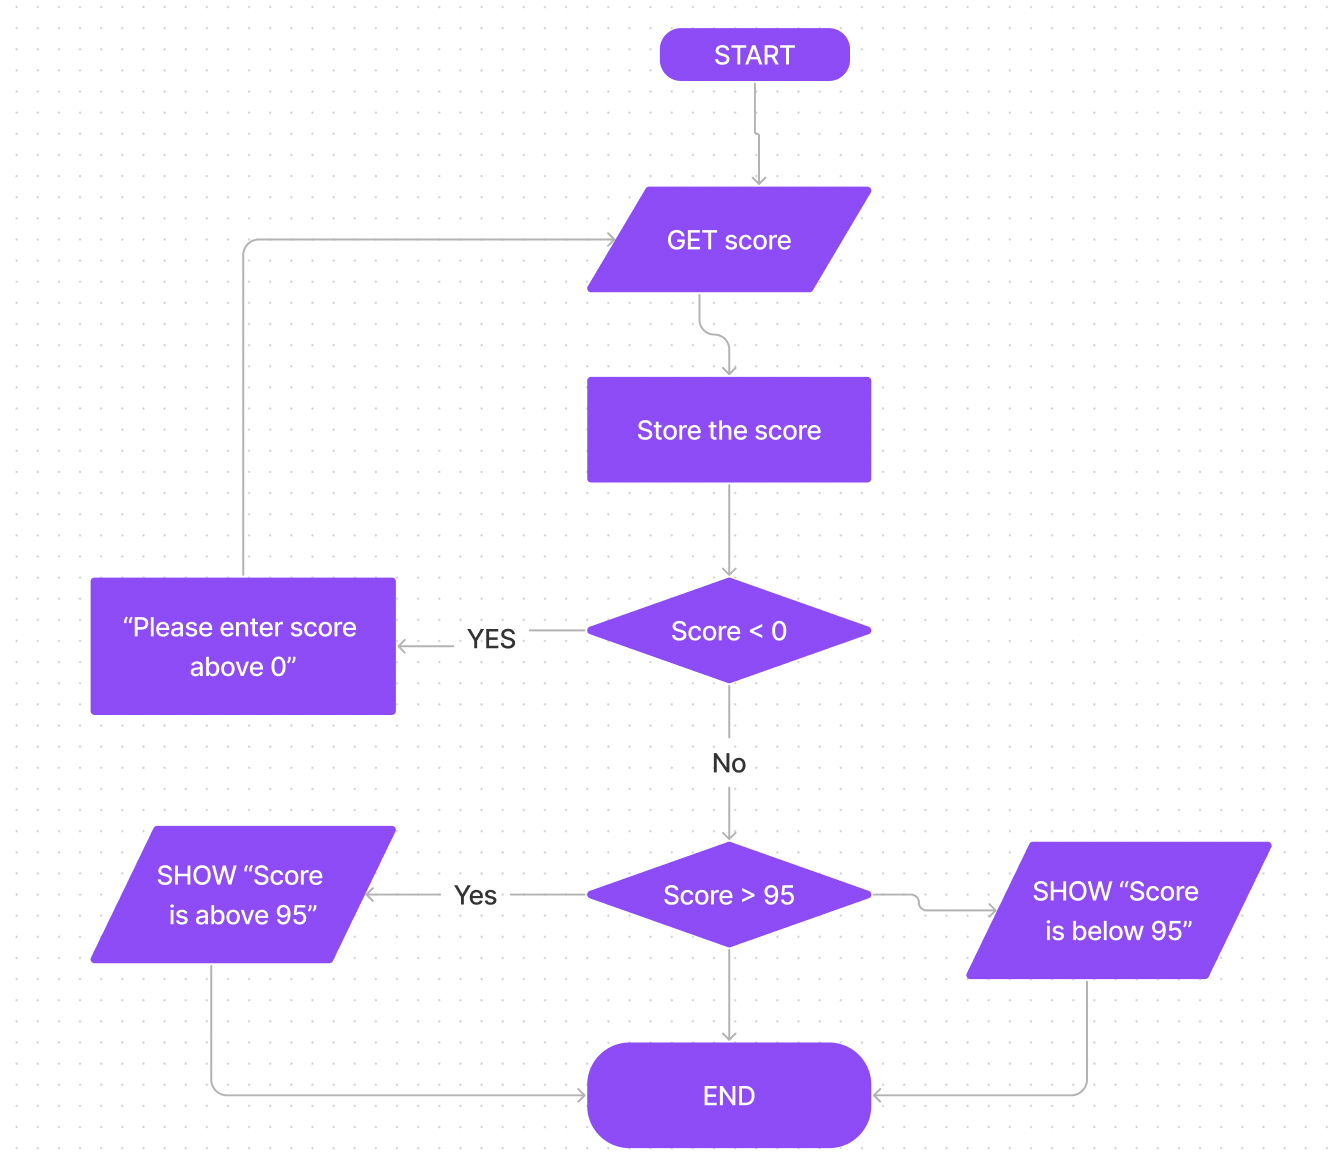 START
GET score
Store the score
Score < 0
YES
“Please enter score
above 0”
No
Score > 95
Yes
SHOW “Score
is above 95”
SHOW “Score
is below 95”
END